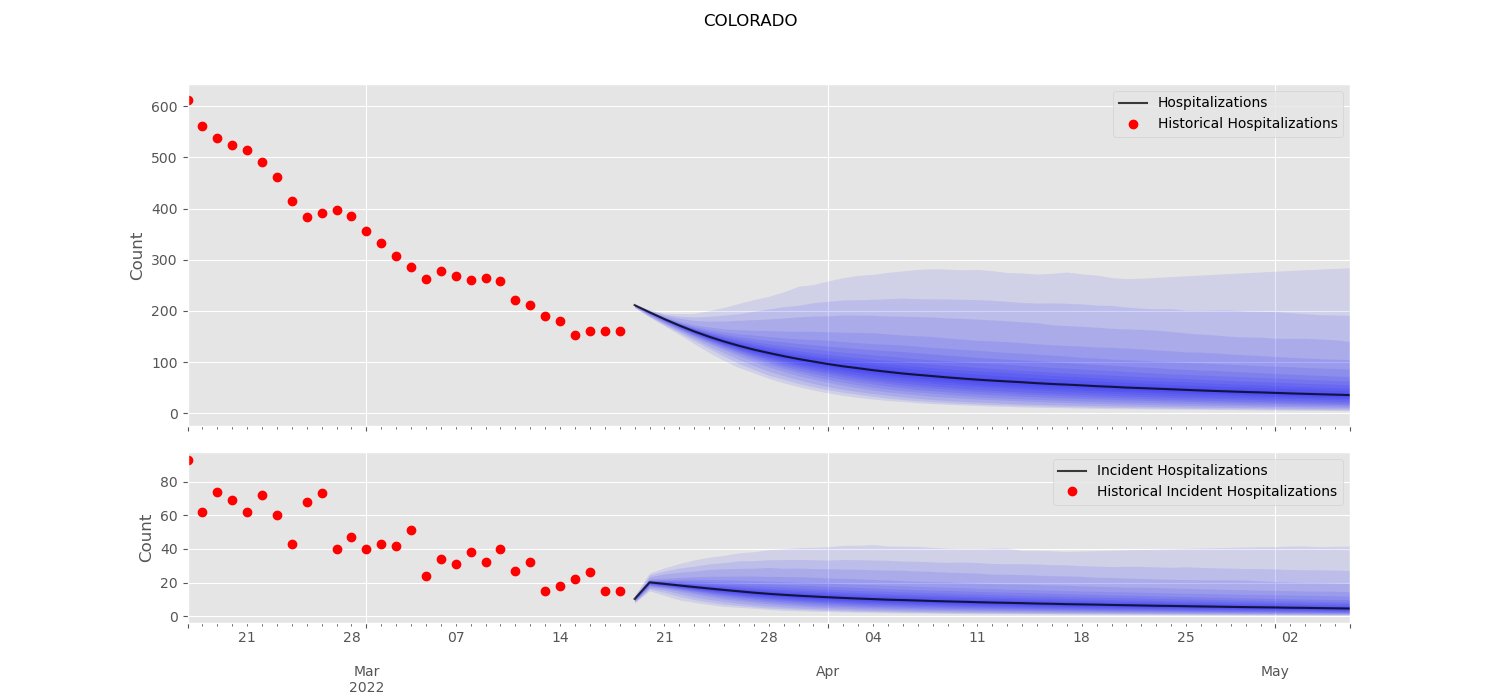 COLORADO
Hospitalizations
Historical Hospitalizations
600
500
400
300
200
100
0
Count
Incident Hospitalizations
Historical Incident Hospitalizations
80
60
40
20
0
Count
21 28 07 14 21 28 04 11 18 25 02
Mar Apr May
2022